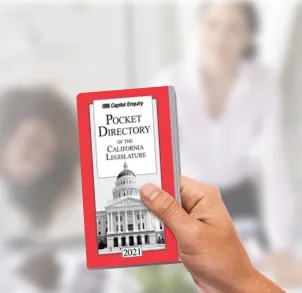 Capitol Enquiry
POCKET
DIRECTORY
OF THE
CALIFORNIA
LEGISLATURE
2021